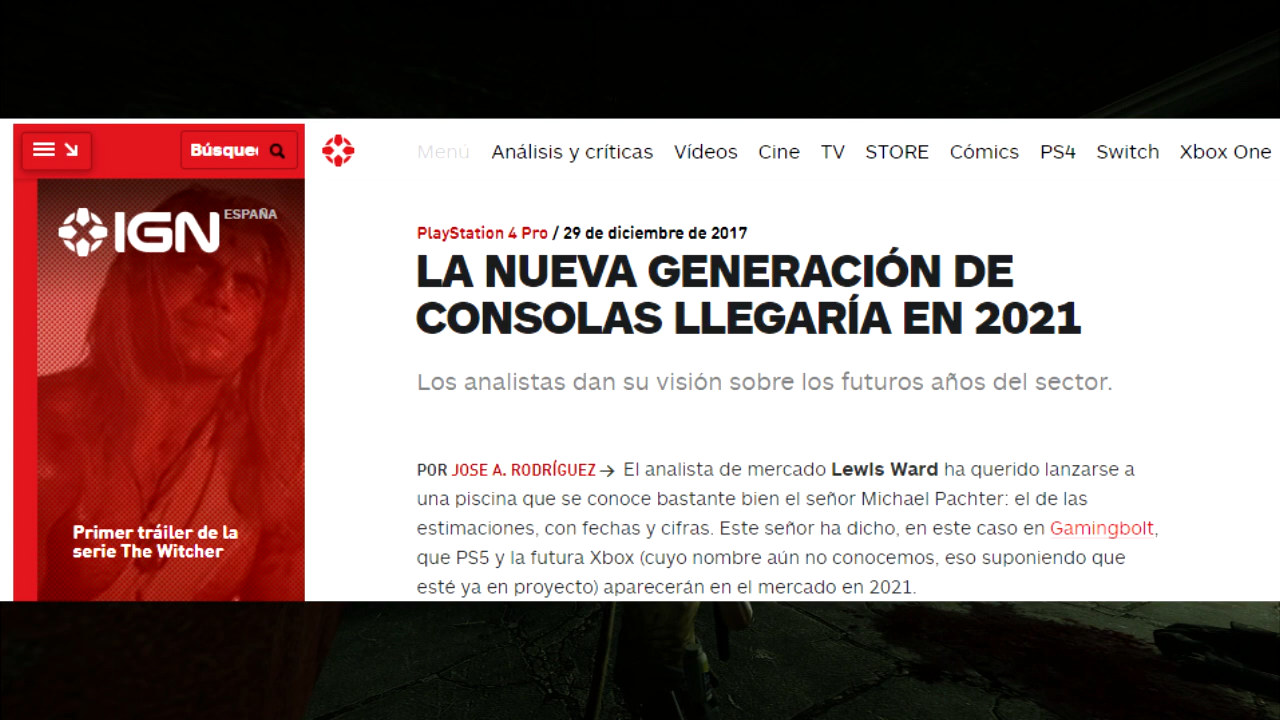 Búsque
Menú Análisis y críticas Vídeos Cine TV STORE Cómics PS4 Switch Xbox One
IGN ESPAÑA
Primer tráiler de la
serie The Witcher
PlayStation 4 Pro / 29 de diciembre de 2017
LA NUEVA GENERACIÓN DE
CONSOLAS LLEGARÍA EN 2021
Los analistas dan su visión sobre los futuros años del sector.
POR JOSE A. RODRÍGUEZ → El analista de mercado Lewls Ward ha querido lanzarse a
una piscina que se conoce bastante bien el señor Michael Pachter: el de las
estimaciones, con fechas y cifras. Este señor ha dicho, en este caso en Gamingbolt,
que PS5 y la futura Xbox (cuyo nombre aún no conocemos, eso suponiendo que
esté ya en proyecto) aparecerán en el mercado en 2021.